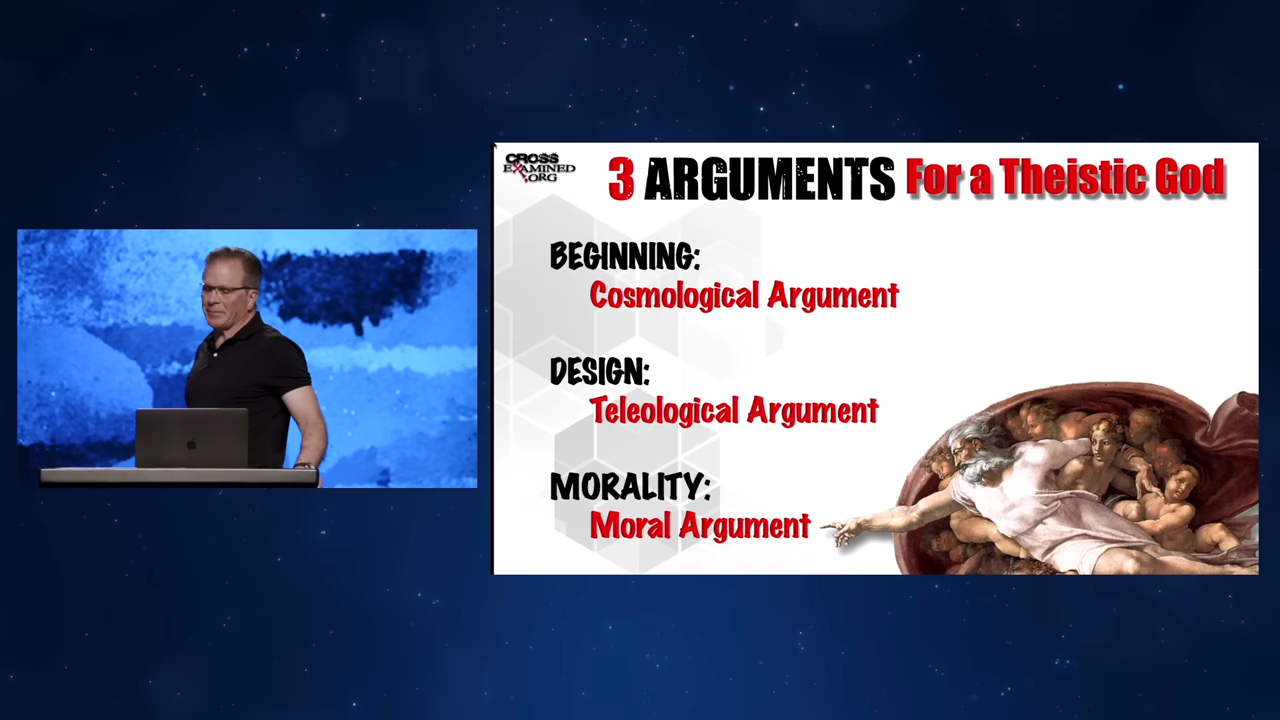 CROSS
EXAMINED
.ORG
3 ARGUMENTS For a Theistic God
BEGINNING:
Cosmological Argument
DESIGN:
Teleological Argument
MORALITY:
Moral Argument